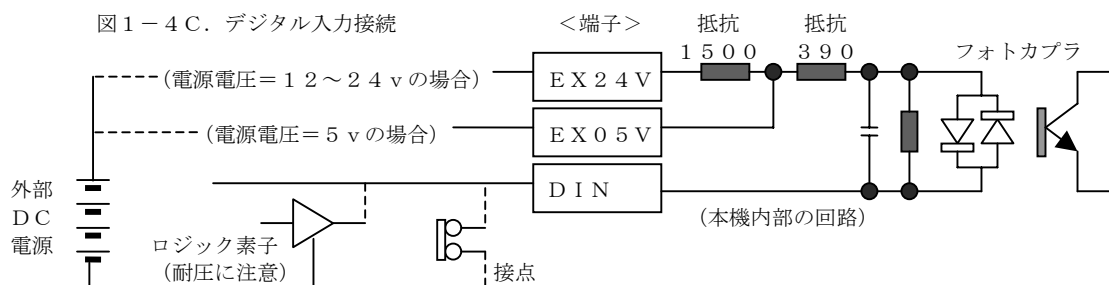 図１－４Ｃ．デジタル入力接続
＜端子＞
抵抗
１５００
抵抗
３９０
フォトカプラ
（電源電圧＝１２～２４ｖの場合）
ＥＸ２４Ｖ
（電源電圧＝５ｖの場合）
ＥＸ０５Ｖ
ＤＩＮ
外部
ＤＣ
電源
（本機内部の回路）
ロジック素子
（耐圧に注意）
接点